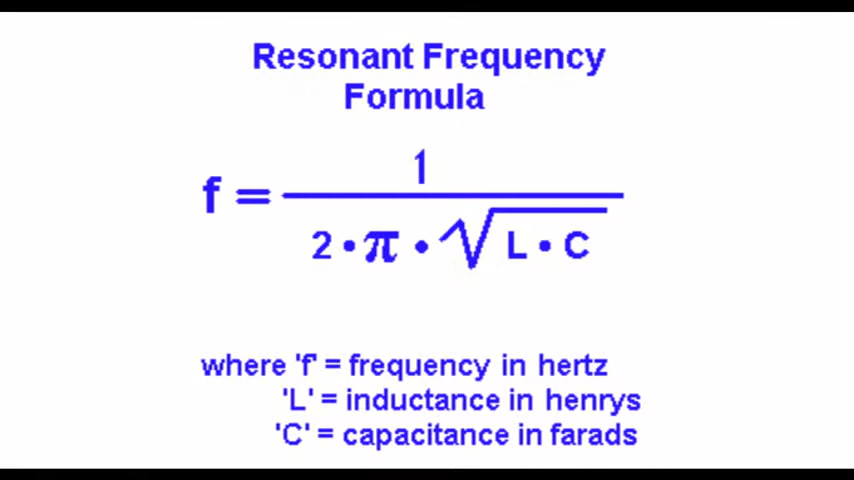 Resonant Frequency
Formula
f = 1 / 2 • π • √ L • C
where 'f' = frequency in hertz
'L' = inductance in henrys
'C' = capacitance in farads